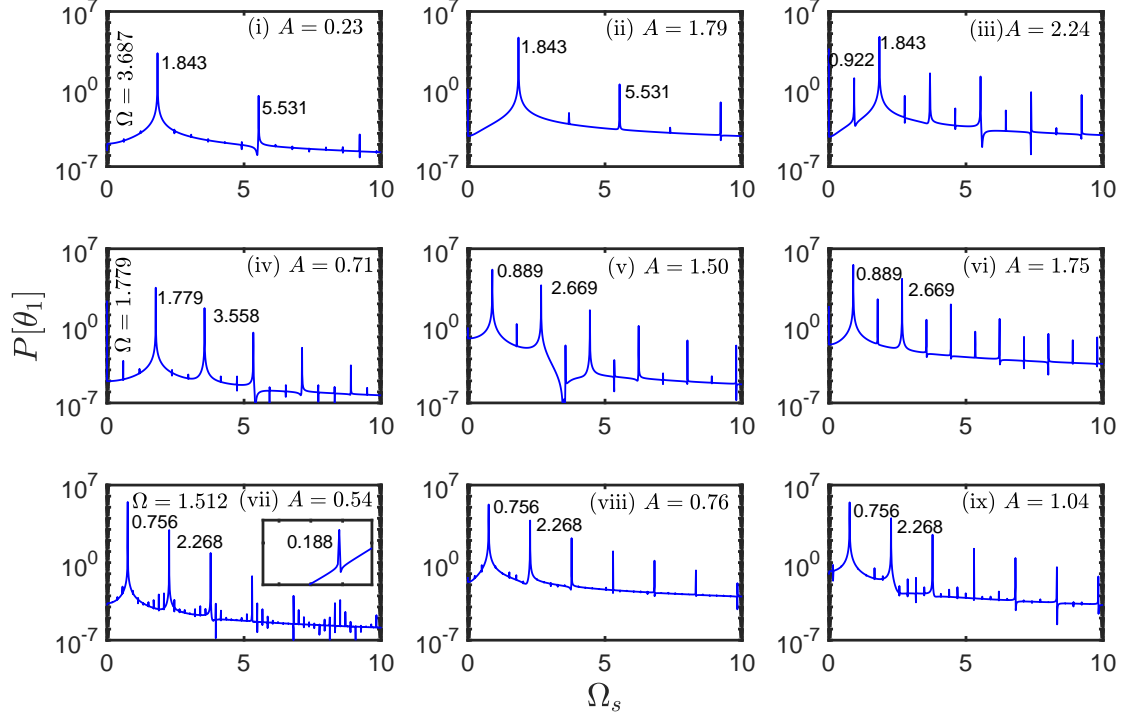 (i) A = 0.23
(ii) A = 1.79
(iii)A = 2.24
10^7
10^0
10^-7
Ω = 3.687
1.843
5.531
0 5 10
1.843
5.531
10^7
10^0
10^-7
0 5 10
0.922
1.843
10^7
10^0
10^-7
0 5 10
(iv) A = 0.71
(v) A = 1.50
(vi) A = 1.75
10^7
10^0
10^-7
Ω = 1.779
1.779
3.558
0 5 10
10^7
10^0
10^-7
0.889
2.669
0 5 10
10^7
10^0
10^-7
0.889
2.669
0 5 10
P[θ_1]
Ω = 1.512
(vii) A = 0.54
(viii) A = 0.76
(ix) A = 1.04
10^7
10^0
10^-7
0.756
2.268
0.188
0 5 10
10^7
10^0
10^-7
0.756
2.268
0 5 10
10^7
10^0
10^-7
0.756
2.268
0 5 10
Ω_s